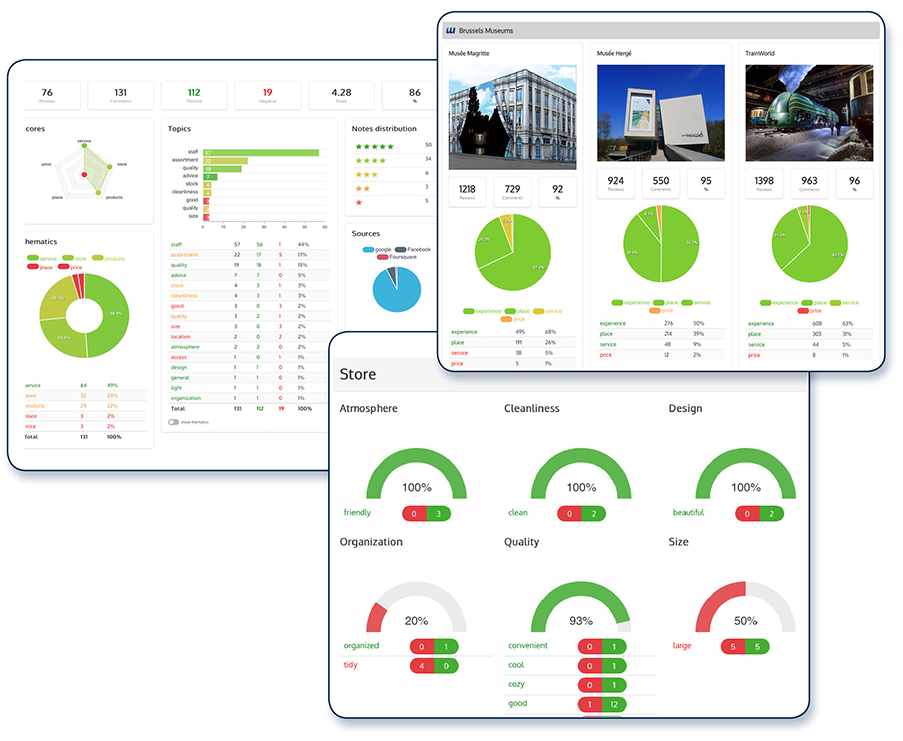 76
Reviews
131
Comments
112
Positive
19
Negative
4.28
Score
86
%
cores
service
store
products
place
price
hematics
service store products
place price
48.9%
24.4%
service 64 49%
store 32 24%
products 29 22%
place 3 2%
price 3 2%
Total 131 100%
Topics
staff 57
assortment 22
quality 19
advice 7
stock 4
cleanliness 4
good 3
quality 3
size 3
0 10 20 30 40 50 60
staff 57 56 1 44%
assortment 22 17 5 17%
quality 19 18 1 15%
advice 7 7 0 5%
stock 4 3 1 3%
cleanliness 4 3 1 3%
good 3 0 3 2%
quality 3 2 1 2%
size 3 0 3 2%
location 2 0 2 2%
atmosphere 2 2 0 2%
access 1 0 1 1%
design 1 1 0 1%
general 1 1 0 1%
light 1 1 0 1%
organization 1 1 0 1%
Total 131 112 19 100%
show thematics
Notes distribution
50
34
6
3
5
Sources
google Facebook
Foursquare
Brussels Museums
Musée Magritte
1218
Reviews
729
Comments
92
%
experience place service
price
experience 495 68%
place 191 26%
service 38 5%
price 5 1%
Musée Hergé
924
Reviews
550
Comments
95
%
experience place service
price
experience 276 50%
place 214 39%
service 48 9%
price 12 2%
TrainWorld
1398
Reviews
963
Comments
96
%
experience place service
price
experience 608 63%
place 303 31%
service 44 5%
price 8 1%
Store
Atmosphere
100%
friendly 0 3
Cleanliness
100%
clean 0 2
Design
100%
beautiful 0 2
Organization
20%
organized 0 1
tidy 4 0
Quality
93%
convenient 0 1
cool 0 1
cozy 0 1
good 1 12
Size
50%
large 5 5